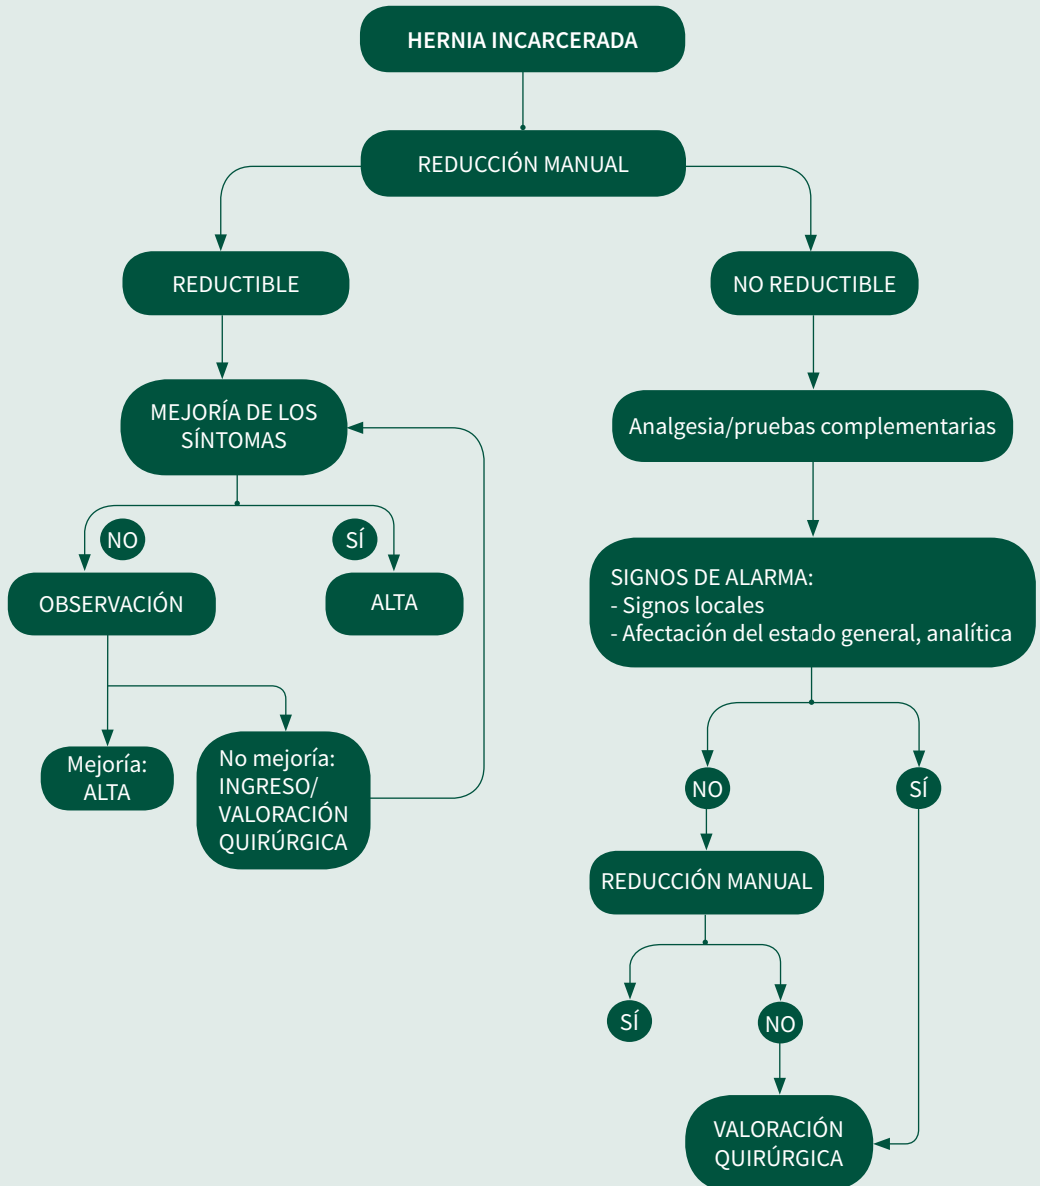 HERNIA INCARCERADA
REDUCCIÓN MANUAL
REDUCTIBLE
NO REDUCTIBLE
MEJORÍA DE LOS
SÍNTOMAS
Analgesia/pruebas complementarias
NO
SÍ
OBSERVACIÓN
ALTA
SIGNOS DE ALARMA:
- Signos locales
- Afectación del estado general, analítica
Mejoría:
ALTA
No mejoría:
INGRESO/
VALORACIÓN
QUIRÚRGICA
NO
SÍ
REDUCCIÓN MANUAL
SÍ
NO
VALORACIÓN
QUIRÚRGICA